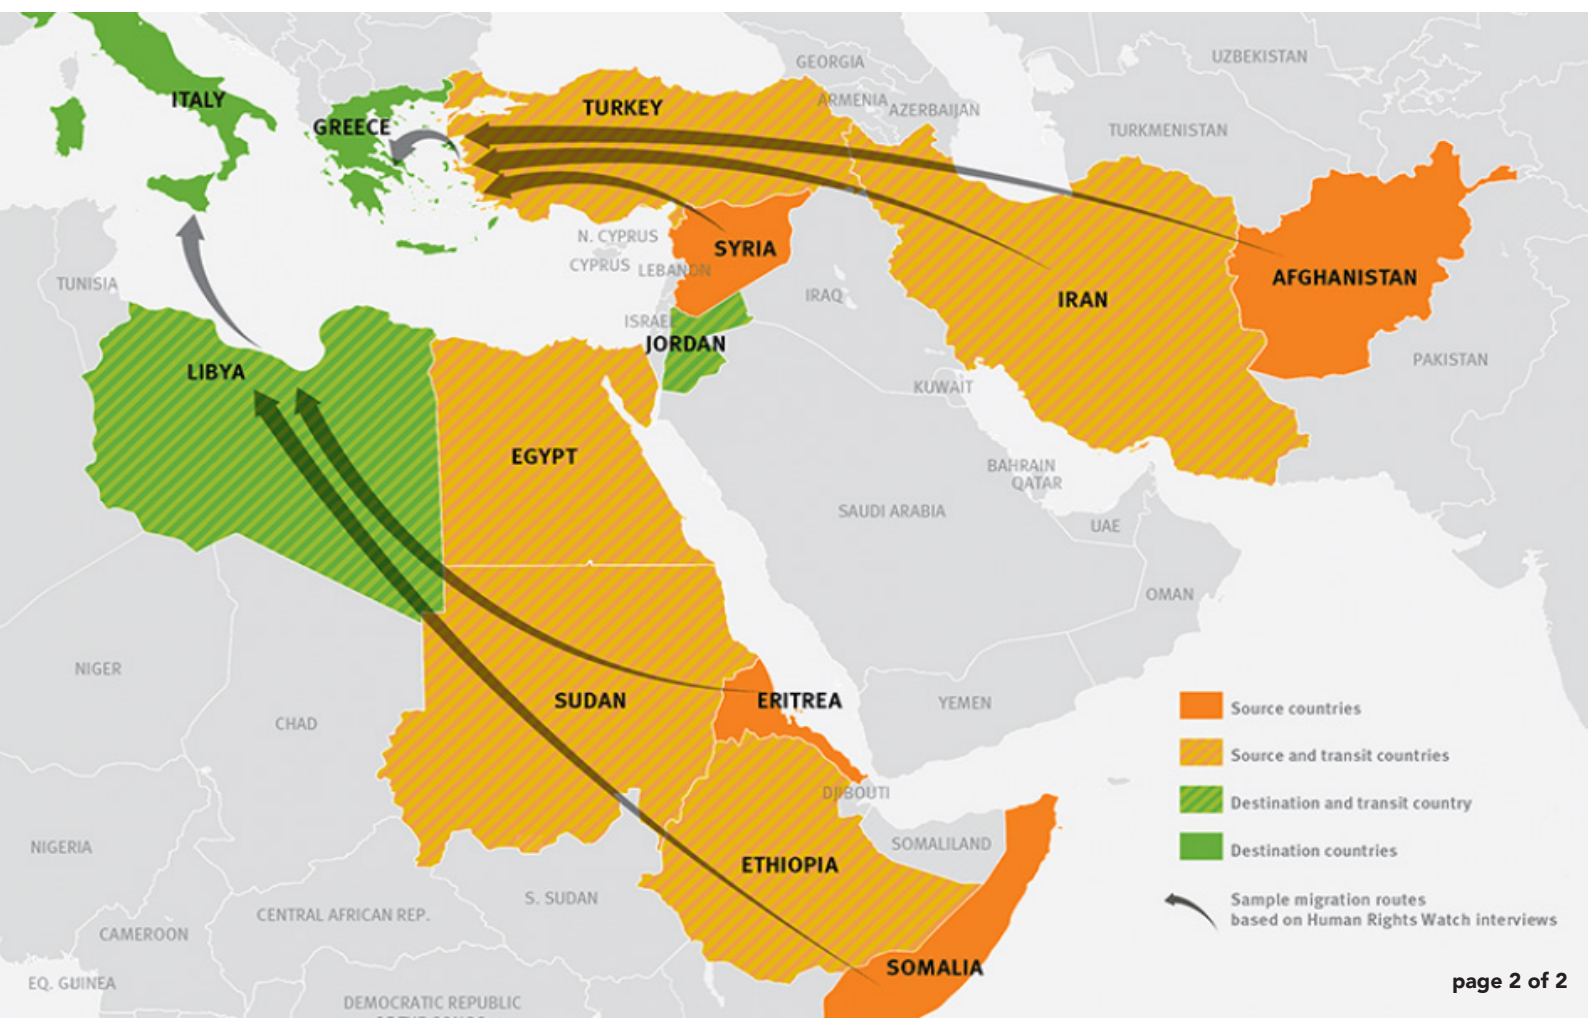 UZBEKISTAN
GEORGIA
ITALY
ARMENIA
TURKEY
AZERBAIJAN
GREECE
TURKMENISTAN
N. CYPRUS
SYRIA
CYPRUS
LEBANON
AFGHANISTAN
TUNISIA
IRAQ
IRAN
ISRAEL
JORDAN
PAKISTAN
LIBYA
KUWAIT
EGYPT
BAHRAIN
QATAR
SAUDI ARABIA
UAE
OMAN
NIGER
SUDAN
ERITREA
YEMEN
CHAD
DJIBOUTI
NIGERIA
SOMALILAND
ETHIOPIA
S. SUDAN
CENTRAL AFRICAN REP.
CAMEROON
SOMALIA
EQ. GUINEA
DEMOCRATIC REPUBLIC
Source countries
Source and transit countries
Destination and transit country
Destination countries
Sample migration routes
based on Human Rights Watch interviews
page 2 of 2